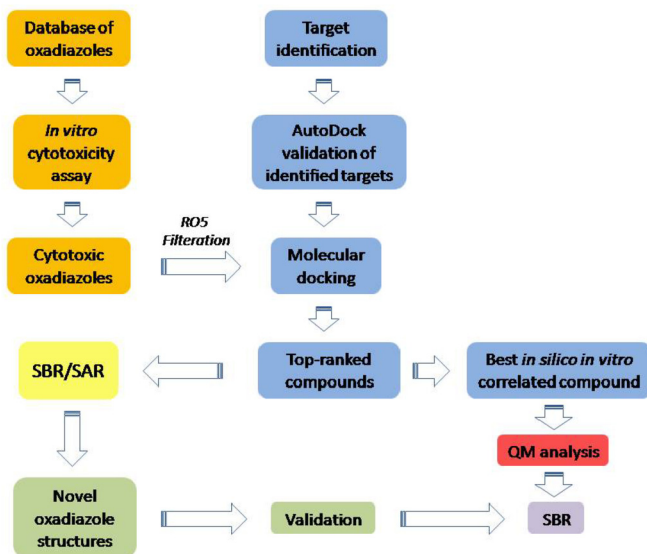 Database of
oxadiazoles
Target
identification
In vitro
cytotoxicity
assay
AutoDock
validation of
identified targets
RO5
Filteration
Cytotoxic
oxadiazoles
Molecular
docking
SBR/SAR
Top-ranked
compounds
Best in silico in vitro
correlated compound
QM analysis
Novel
oxadiazole
structures
Validation
SBR